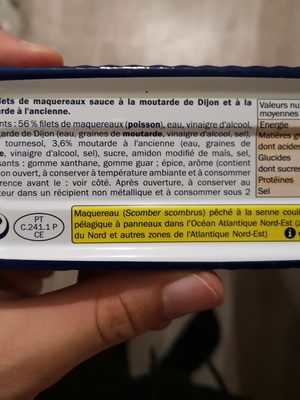 lets de maquereaux sauce à la moutarde de Dijon et à la
arde à l'ancienne.
nts : 56 % filets de maquereaux (poisson), eau, vinaigre d'alcool,
tarde de Dijon (eau, graines de moutarde, vinaigre d'alcool, sel),
tournesol, 3,6% moutarde à l'ancienne (eau, graines de
de, vinaigre d'alcool, sel), sucre, amidon modifié de maïs, sel,
sants : gomme xanthane, gomme guar ; épice, arôme (contient
on ouvert, à conserver à température ambiante et à consommer
érence avant le : voir côté. Après ouverture, à conserver au
ateur dans un récipient non métallique et à consommer sous 2
Valeurs nu
moyennes
Energie
Matières g
dont acides
Glucides
dont sucres
Protéines
Sel
PT
C.241.1 P
CE
Maquereau (Scomber scombrus) pêché à la senne couli
pélagique à panneaux dans l'Océan Atlantique Nord-Est (
du Nord et autres zones de l'Atlantique Nord-Est)